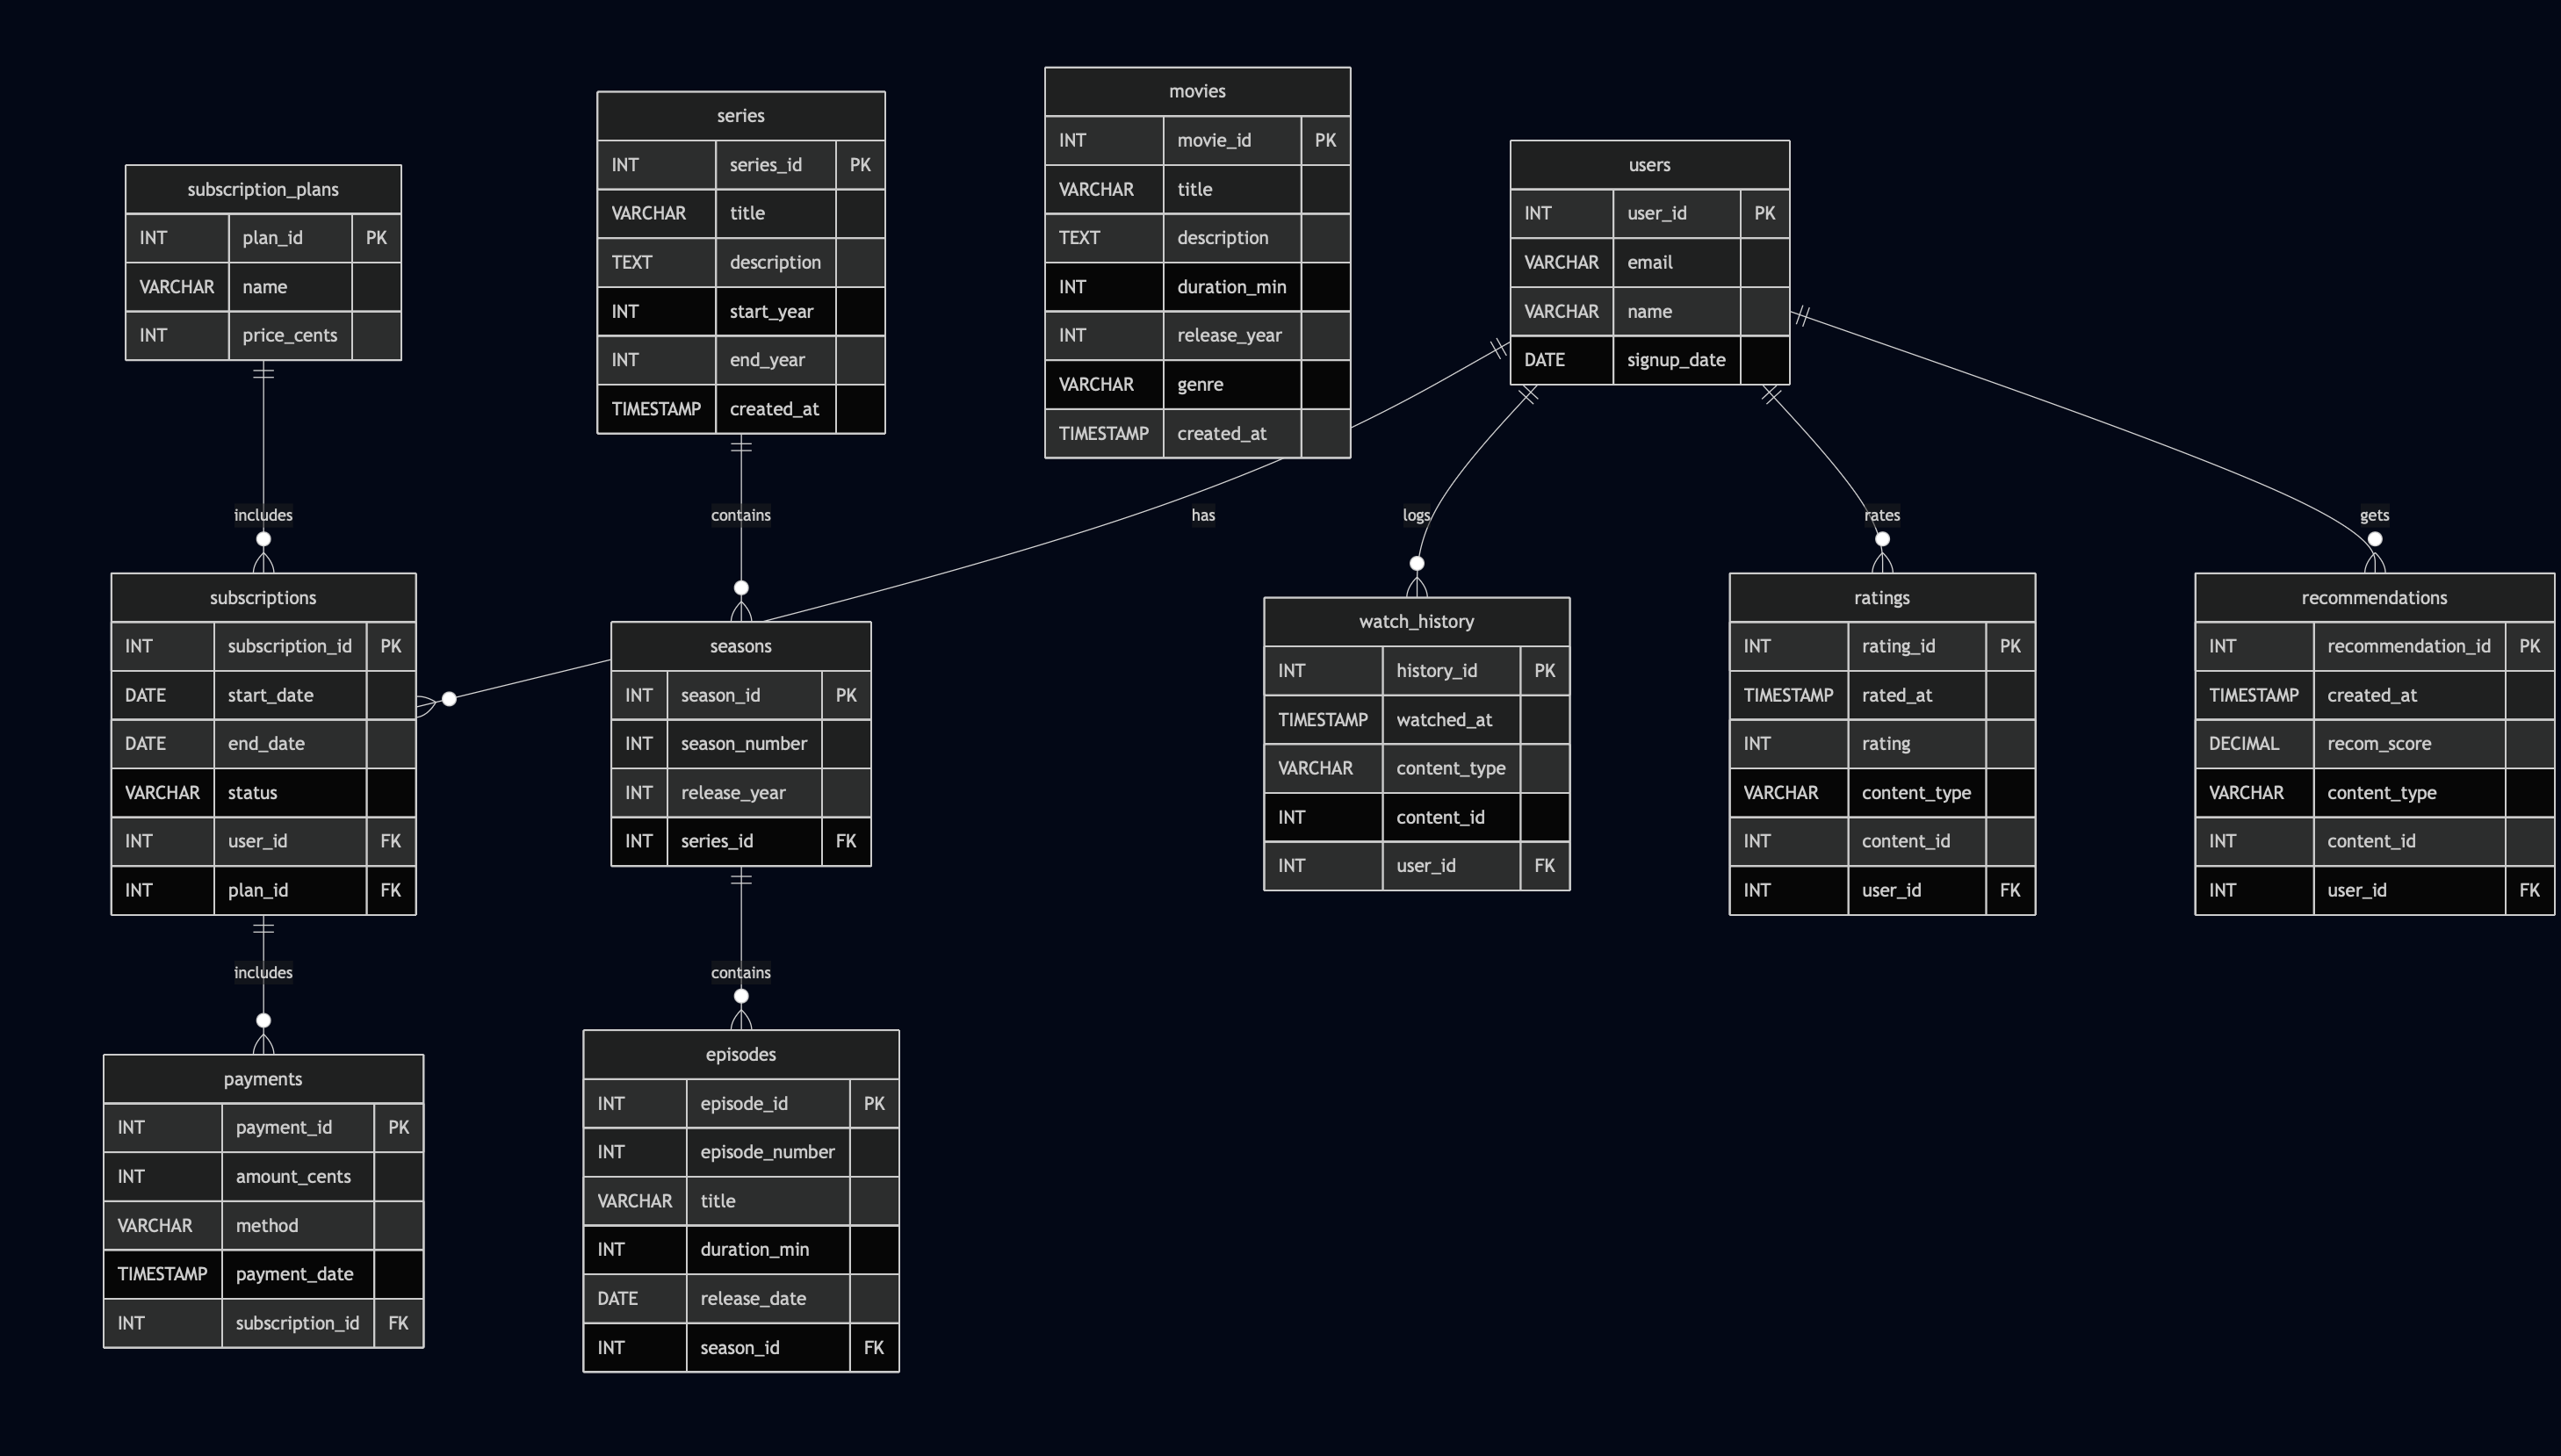 subscription_plans
INT plan_id PK
VARCHAR name
INT price_cents
series
INT series_id PK
VARCHAR title
TEXT description
INT start_year
INT end_year
TIMESTAMP created_at
movies
INT movie_id PK
VARCHAR title
TEXT description
INT duration_min
INT release_year
VARCHAR genre
TIMESTAMP created_at
users
INT user_id PK
VARCHAR email
VARCHAR name
DATE signup_date
includes
contains
has
logs
rates
gets
subscriptions
INT subscription_id PK
DATE start_date
DATE end_date
VARCHAR status
INT user_id FK
INT plan_id FK
seasons
INT season_id PK
INT season_number
INT release_year
INT series_id FK
watch_history
INT history_id PK
TIMESTAMP watched_at
VARCHAR content_type
INT content_id
INT user_id FK
ratings
INT rating_id PK
TIMESTAMP rated_at
INT rating
VARCHAR content_type
INT content_id
INT user_id FK
recommendations
INT recommendation_id PK
TIMESTAMP created_at
DECIMAL recom_score
VARCHAR content_type
INT content_id
INT user_id FK
includes
contains
payments
INT payment_id PK
INT amount_cents
VARCHAR method
TIMESTAMP payment_date
INT subscription_id FK
episodes
INT episode_id PK
INT episode_number
VARCHAR title
INT duration_min
DATE release_date
INT season_id FK